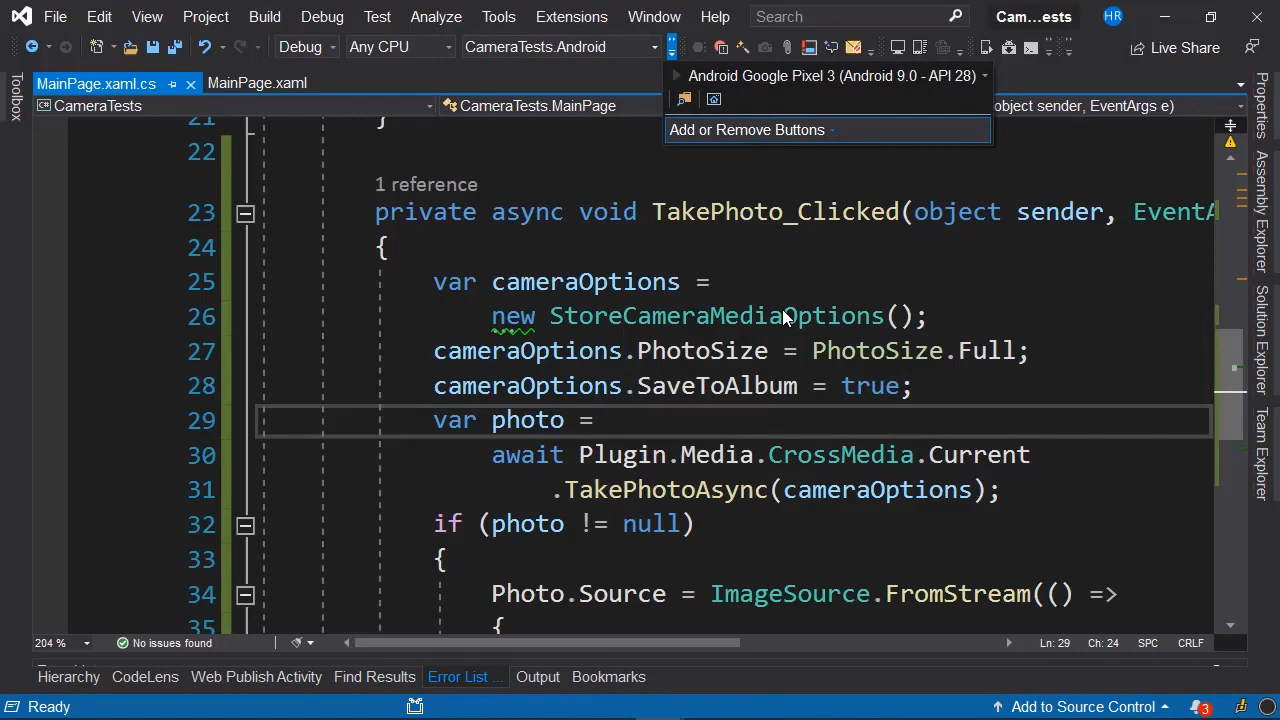 File Edit View Project Build Debug Test Analyze Tools Extensions Window Help Search Cam...ests HR
Debug Any CPU CameraTests.Android Live Share
MainPage.xaml.cs MainPage.xaml
Android Google Pixel 3 (Android 9.0 - API 28)
CameraTests CameraTests.MainPage object sender, EventArgs e)
Add or Remove Buttons
Toolbox
Properties
Assembly Explorer
Solution Explorer
Team Explorer
21 }
22
1 reference
23 private async void TakePhoto_Clicked(object sender, EventA
24 {
25 var cameraOptions =
26 new StoreCameraMediaOptions();
27 cameraOptions.PhotoSize = PhotoSize.Full;
28 cameraOptions.SaveToAlbum = true;
29 var photo =
30 await Plugin.Media.CrossMedia.Current
31 .TakePhotoAsync(cameraOptions);
32 if (photo != null)
33 {
34 Photo.Source = ImageSource.FromStream(() =>
35 {
204 % No issues found Ln: 29 Ch: 24 SPC CRLF
Hierarchy CodeLens Web Publish Activity Find Results Error List ... Output Bookmarks
Ready Add to Source Control 3